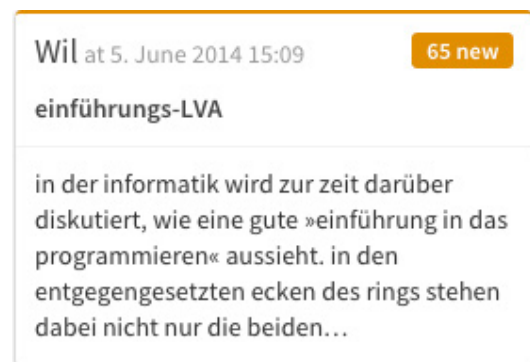 Wil at 5. June 2014 15:09
65 new
einführungs-LVA
in der informatik wird zur zeit darüber
diskutiert, wie eine gute »einführung in das
programmieren« aussieht. in den
entgegengesetzten ecken des rings stehen
dabei nicht nur die beiden…